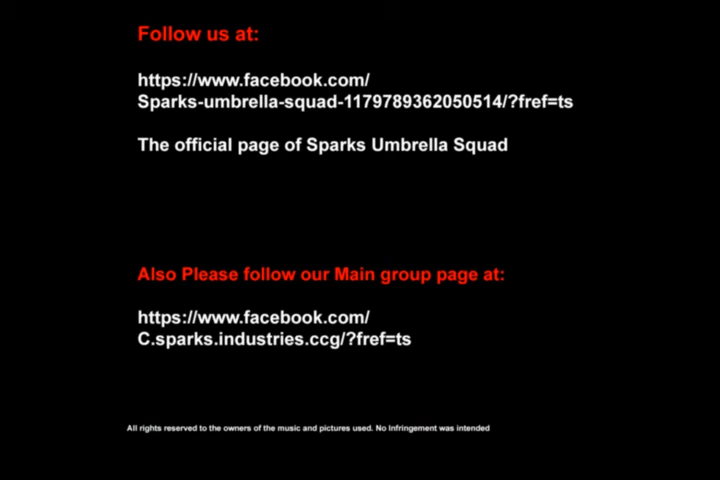 Follow us at:
https://www.facebook.com/
Sparks-umbrella-squad-1179789362050514/?fref=ts
The official page of Sparks Umbrella Squad
Also Please follow our Main group page at:
https://www.facebook.com/
C.sparks.industries.ccg/?fref=ts
All rights reserved to the owners of the music and pictures used. No Infringement was intended